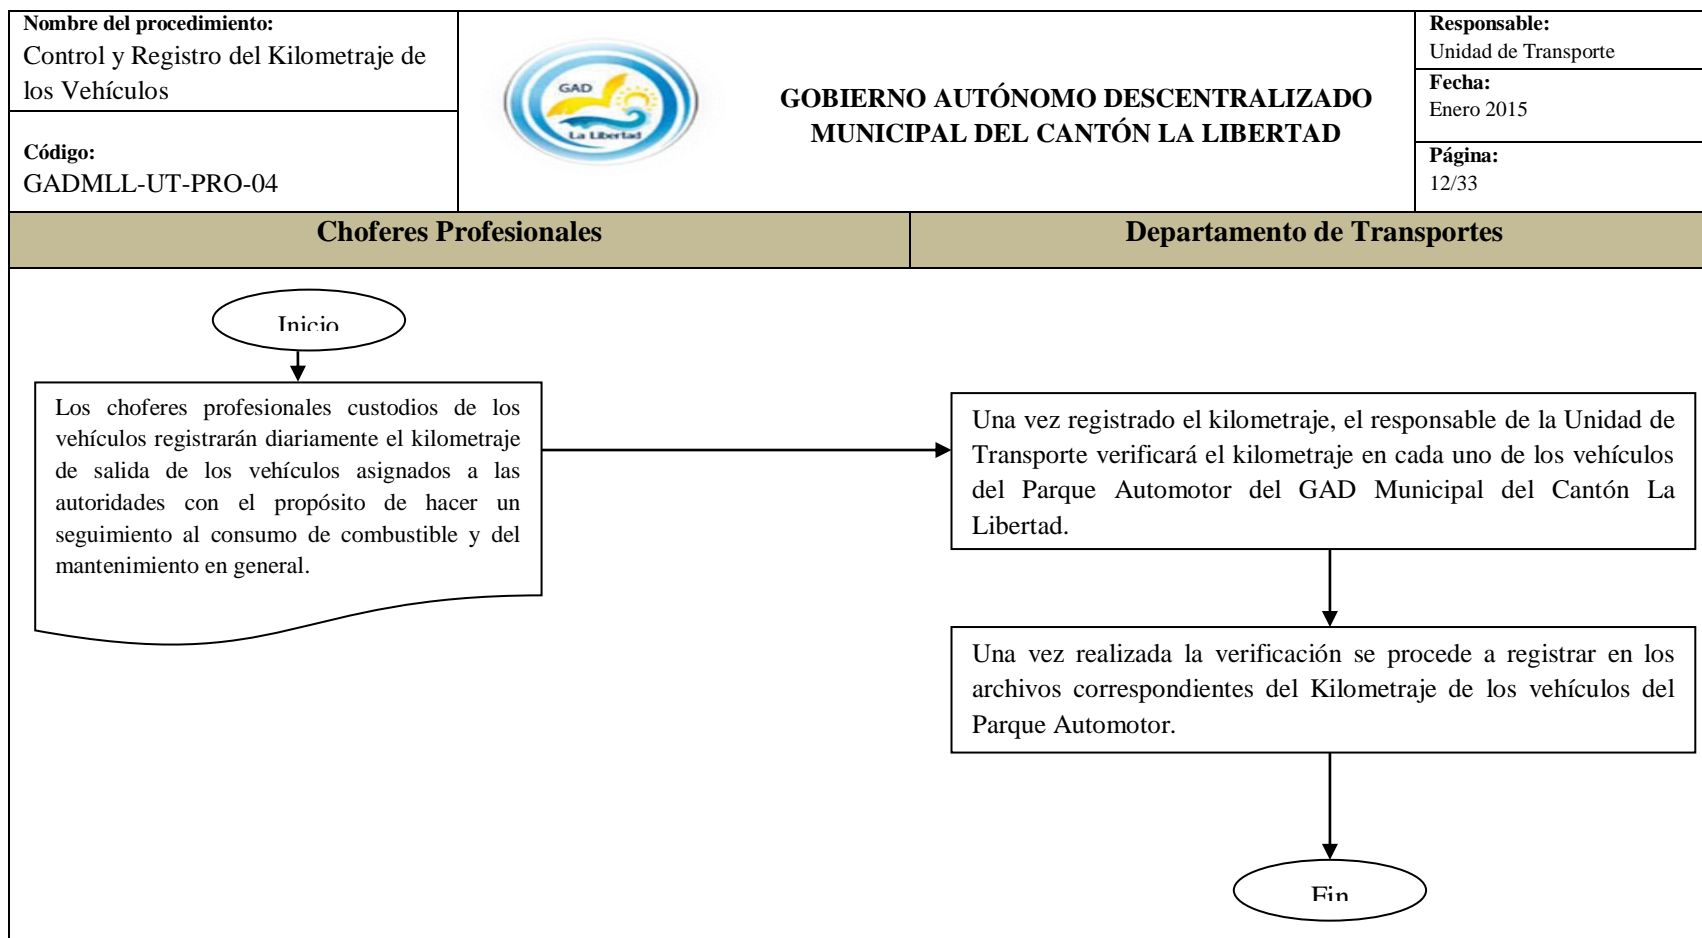 Nombre del procedimiento:
Control y Registro del Kilometraje de
los Vehículos
Código:
GADMLL-UT-PRO-04
GAD
La Libertad
GOBIERNO AUTÓNOMO DESCENTRALIZADO
MUNICIPAL DEL CANTÓN LA LIBERTAD
Responsable:
Unidad de Transporte
Fecha:
Enero 2015
Página:
12/33
Choferes Profesionales
Departamento de Transportes
Inicio
Los choferes profesionales custodios de los
vehículos registrarán diariamente el kilometraje
de salida de los vehículos asignados a las
autoridades con el propósito de hacer un
seguimiento al consumo de combustible y del
mantenimiento en general.
Una vez registrado el kilometraje, el responsable de la Unidad de
Transporte verificará el kilometraje en cada uno de los vehículos
del Parque Automotor del GAD Municipal del Cantón La
Libertad.
Una vez realizada la verificación se procede a registrar en los
archivos correspondientes del Kilometraje de los vehículos del
Parque Automotor.
Fin